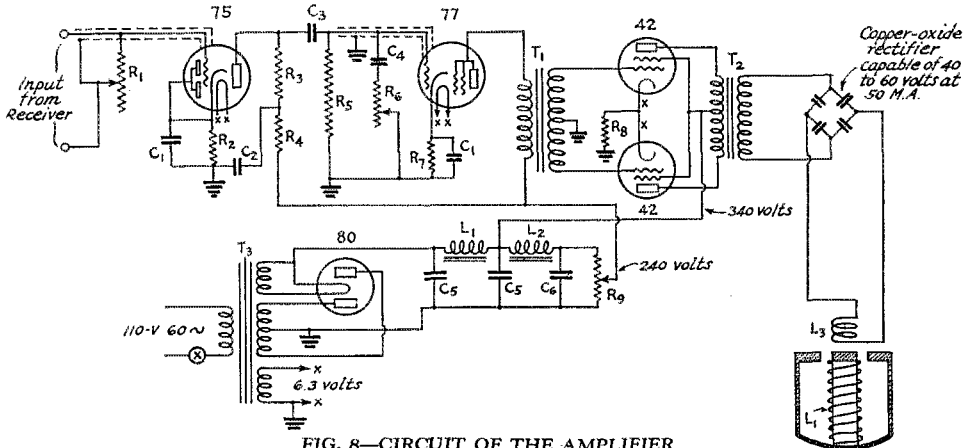 75
C3
77
42
Copper-oxide
rectifier
capable of 40
to 60 volts at
50 M.A.
T1
T2
C4
R1
R3
R5
R6
Input
from
Receiver
x x
x x
x
x
R8
C1
R2
C2
R4
R7
C1
42
340 volts
T3
80
L1
L2
240 volts
C5
C5
C6
R9
110-V 60~
L3
x
6.3 volts
x
L1
FIG. 8—CIRCUIT OF THE AMPLIFIER